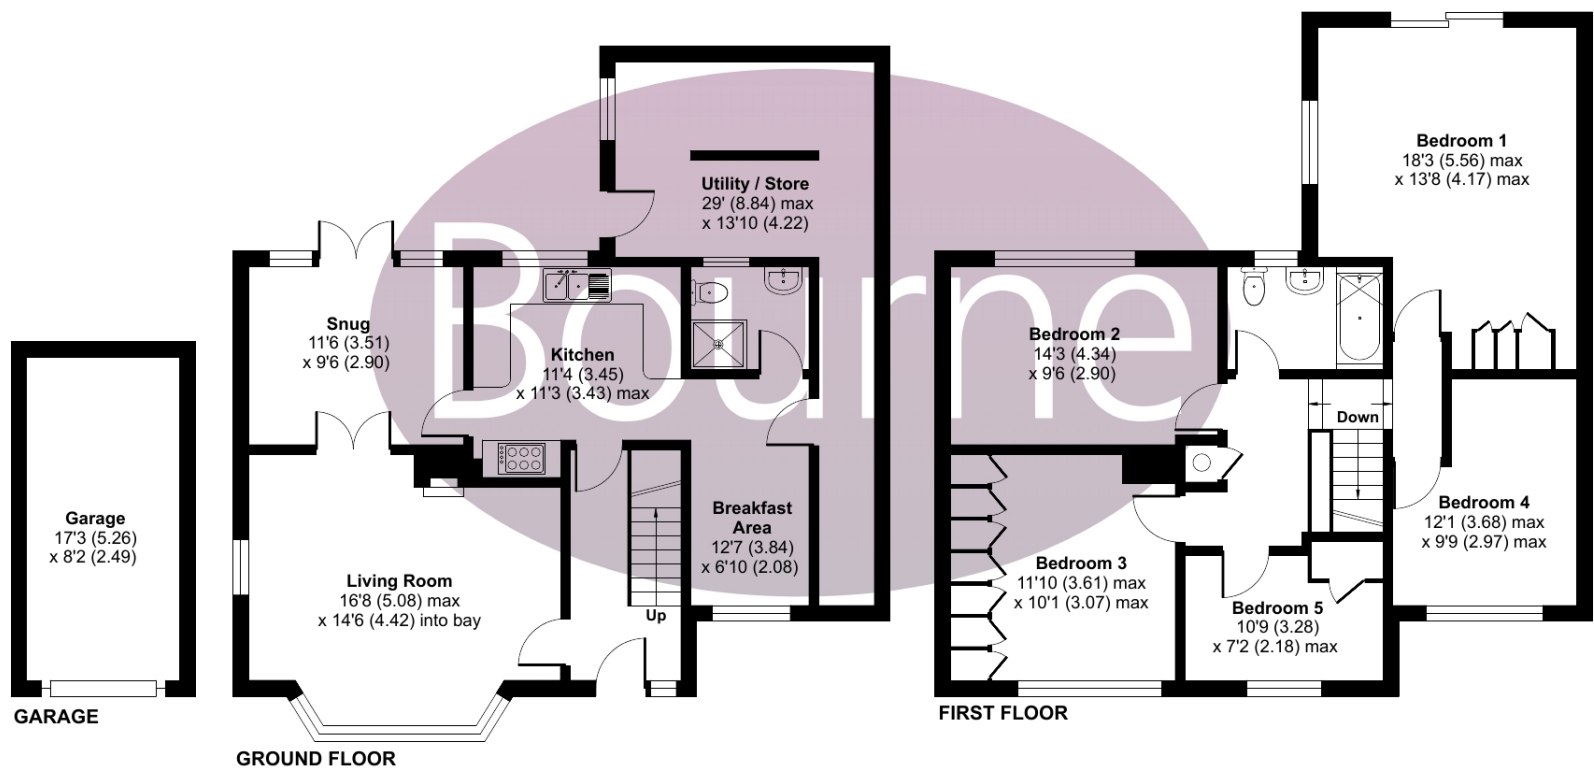 Bourne
Utility / Store
29' (8.84) max
x 13'10 (4.22)
Snug
11'6 (3.51)
x 9'6 (2.90)
Kitchen
11'4 (3.45)
x 11'3 (3.43) max
Breakfast
Area
12'7 (3.84)
x 6'10 (2.08)
Living Room
16'8 (5.08) max
x 14'6 (4.42) into bay
Up
Garage
17'3 (5.26)
x 8'2 (2.49)
GARAGE
GROUND FLOOR
Bedroom 1
18'3 (5.56) max
x 13'8 (4.17) max
Bedroom 2
14'3 (4.34)
x 9'6 (2.90)
Down
Bedroom 3
11'10 (3.61) max
x 10'1 (3.07) max
Bedroom 4
12'1 (3.68) max
x 9'9 (2.97) max
Bedroom 5
10'9 (3.28)
x 7'2 (2.18) max
FIRST FLOOR